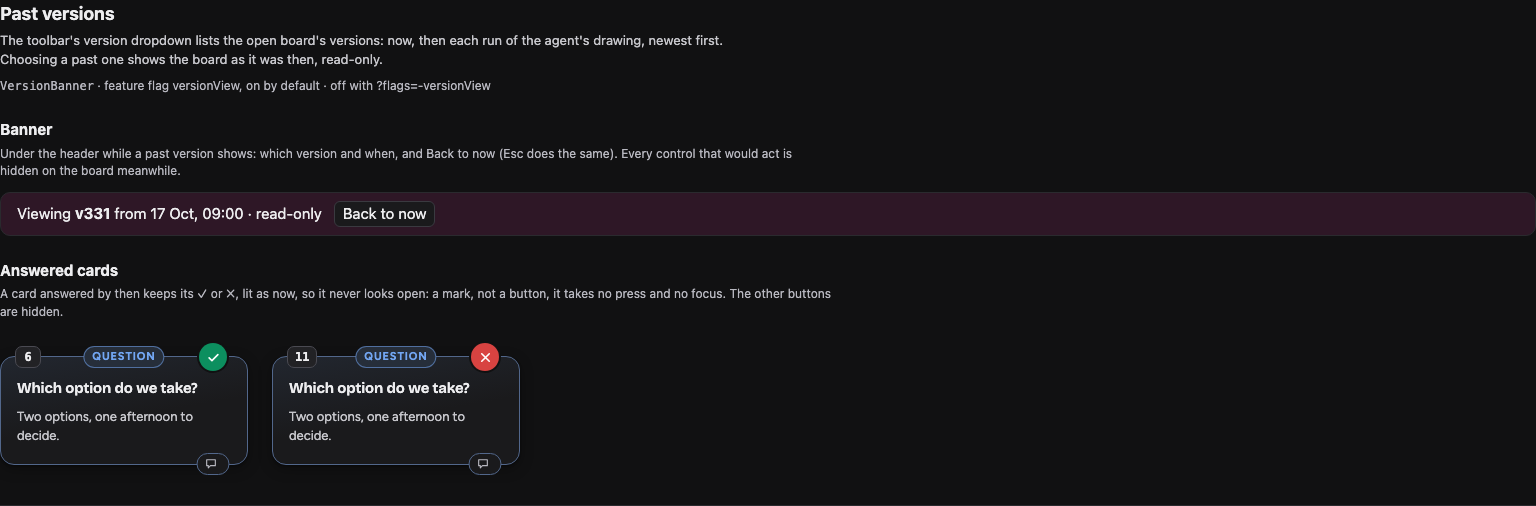 Past versions
The toolbar's version dropdown lists the open board's versions: now, then each run of the agent's drawing, newest first.
Choosing a past one shows the board as it was then, read-only.
VersionBanner · feature flag versionView, on by default · off with ?flags=-versionView
Banner
Under the header while a past version shows: which version and when, and Back to now (Esc does the same). Every control that would act is
hidden on the board meanwhile.
Viewing v331 from 17 Oct, 09:00 · read-only Back to now
Answered cards
A card answered by then keeps its ✓ or ✕, lit as now, so it never looks open: a mark, not a button, it takes no press and no focus. The other buttons
are hidden.
6 QUESTION ✓
Which option do we take?
Two options, one afternoon to
decide.
11 QUESTION ✕
Which option do we take?
Two options, one afternoon to
decide.